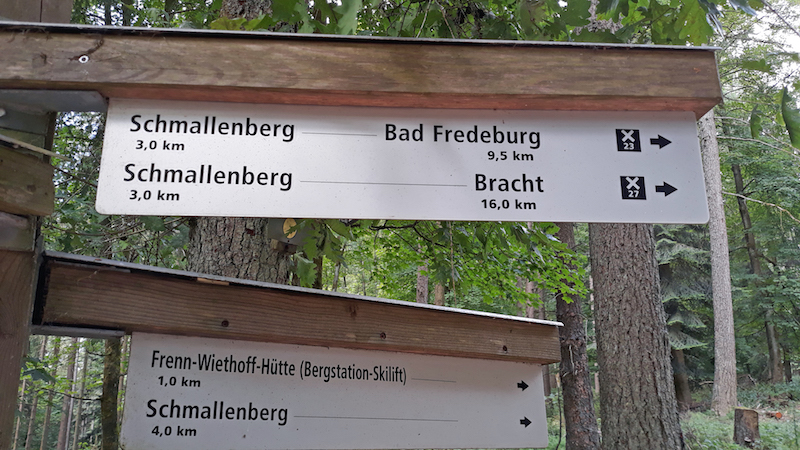 Schmallenberg Bad Fredeburg X 23
3,0 km 9,5 km
Schmallenberg Bracht X 27
3,0 km 16,0 km
Frenn-Wiethoff-Hütte (Bergstation-Skilift)
1,0 km
Schmallenberg
4,0 km